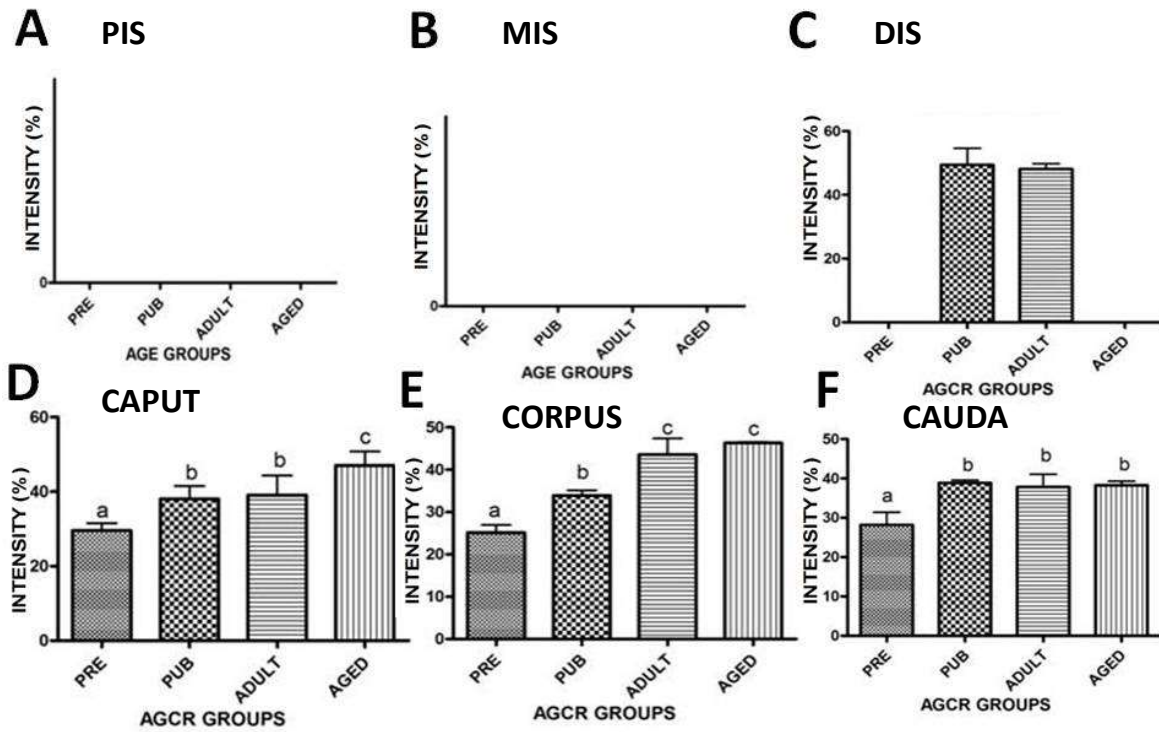 A PIS
INTENSITY (%)
0
PRE PUB ADULT AGED
AGE GROUPS
B MIS
INTENSITY (%)
0
PRE PUB ADULT AGED
AGE GROUPS
C DIS
INTENSITY (%)
60
40
20
0
PRE PUB ADULT AGED
AGCR GROUPS
D CAPUT
INTENSITY (%)
60
40
20
0
a b b c
PRE PUB ADULT AGED
AGCR GROUPS
E CORPUS
INTENSITY (%)
50
40
30
20
10
0
a b c c
PRE PUB ADULT AGED
AGCR GROUPS
F CAUDA
INTENSITY (%)
50
40
30
20
10
0
a b b b
PRE PUB ADULT AGED
AGCR GROUPS